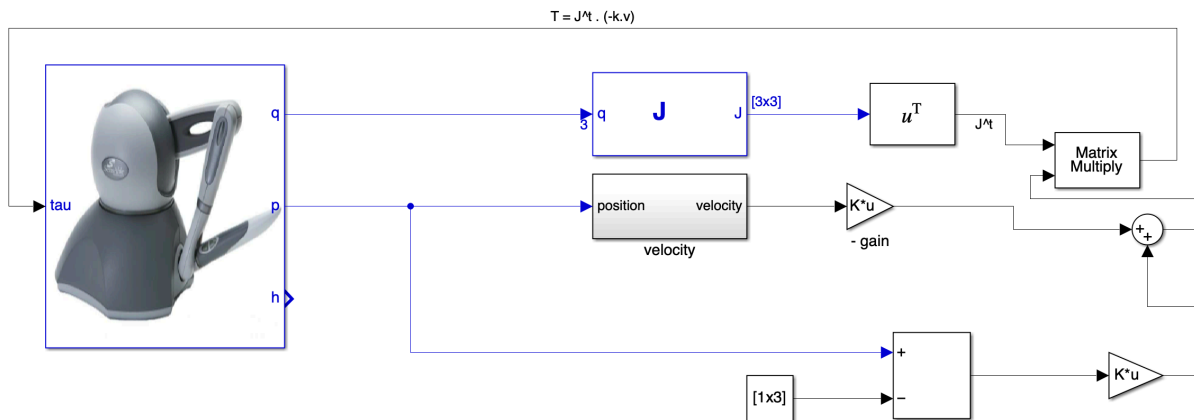 T = J^t . (-k.v)
q
3
q
J
J
[3x3]
u^T
J^t
Matrix
Multiply
tau
p
position
velocity
K*u
+
+
velocity
- gain
h
+
K*u
[1x3]
−